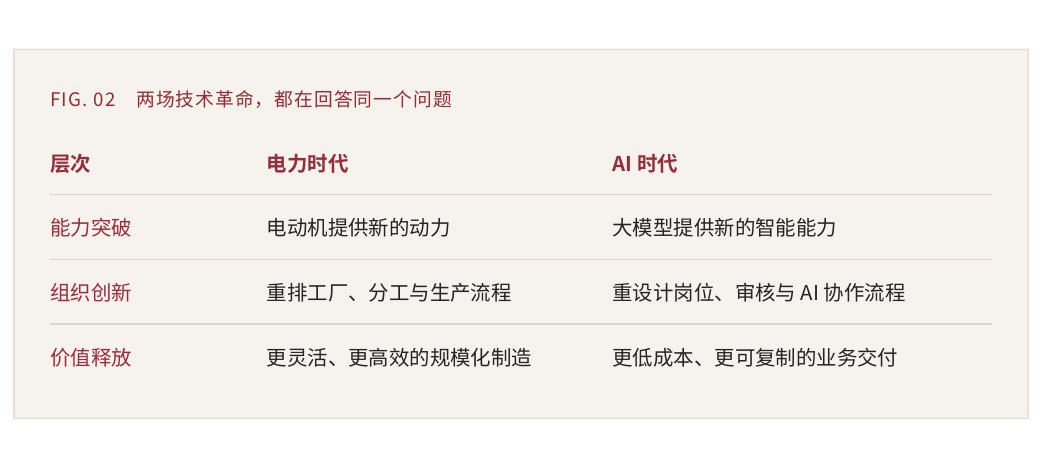 FIG. 02 两场技术革命，都在回答同一个问题
层次 电力时代 AI 时代
能力突破 电动机提供新的动力 大模型提供新的智能能力
组织创新 重排工厂、分工与生产流程 重设计岗位、审核与 AI 协作流程
价值释放 更灵活、更高效的规模化制造 更低成本、更可复制的业务交付